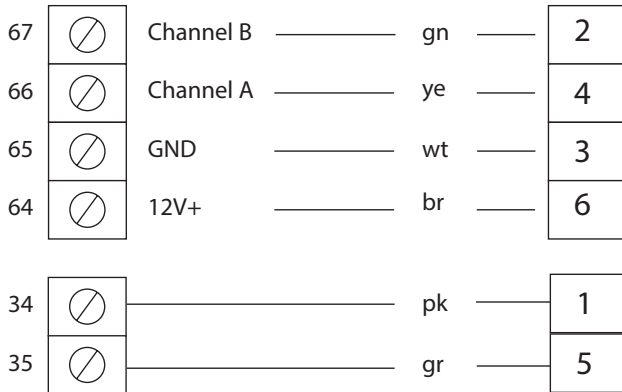 67 Channel B gn 2
66 Channel A ye 4
65 GND wt 3
64 12V+ br 6
34 pk 1
35 gr 5